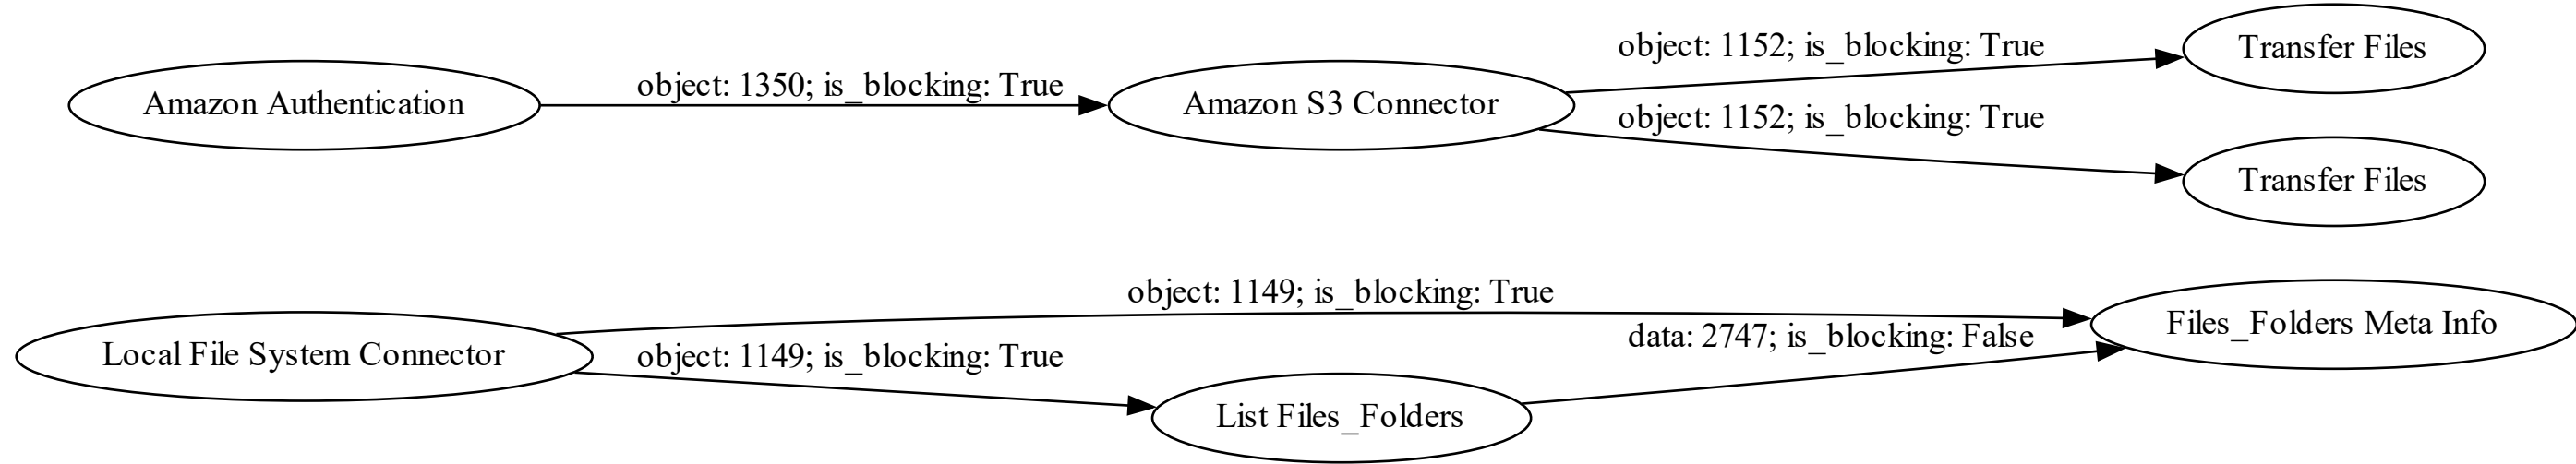 Amazon Authentication
object: 1350; is_blocking: True
Amazon S3 Connector
object: 1152; is_blocking: True
Transfer Files
object: 1152; is_blocking: True
Transfer Files
Local File System Connector
object: 1149; is_blocking: True
Files_Folders Meta Info
object: 1149; is_blocking: True
List Files_Folders
data: 2747; is_blocking: False